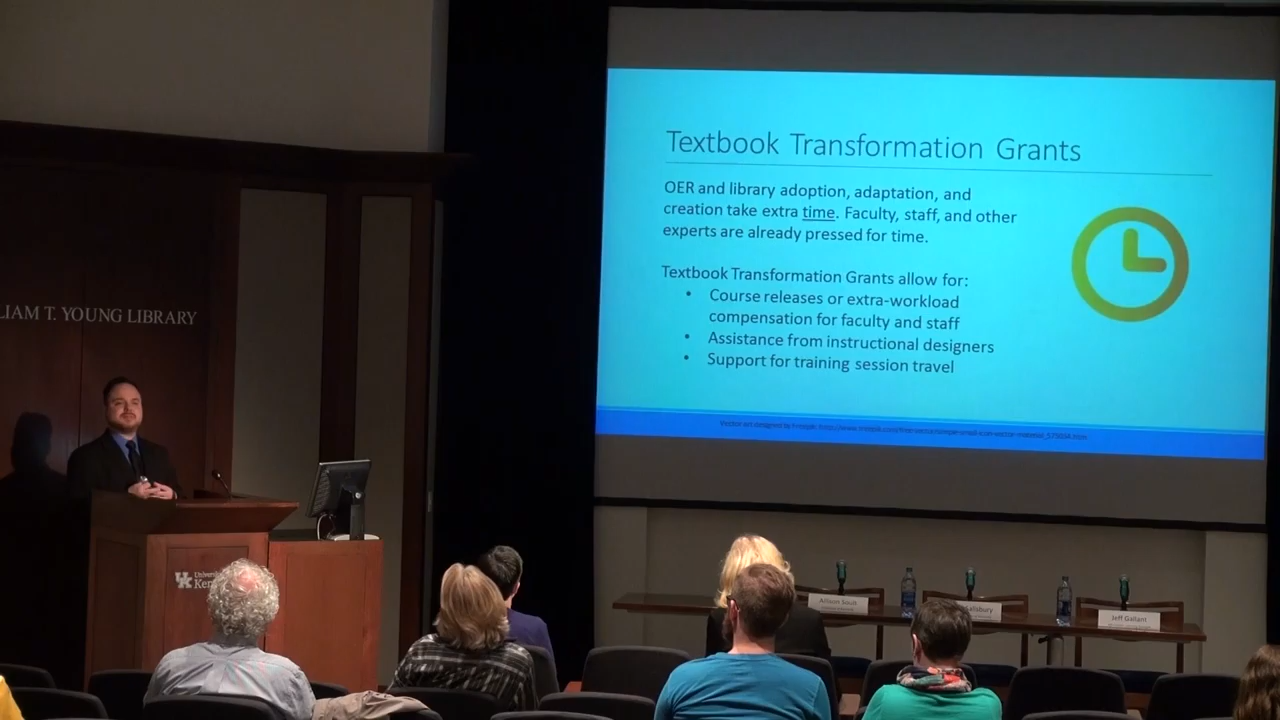 Textbook Transformation Grants
OER and library adoption, adaptation, and
creation take extra time. Faculty, staff, and other
experts are already pressed for time.
Textbook Transformation Grants allow for:
• Course releases or extra-workload
compensation for faculty and staff
• Assistance from instructional designers
• Support for training session travel
LIAM T. YOUNG LIBRARY
UK
Allison Soult
Salisbury
Jeff Gallant